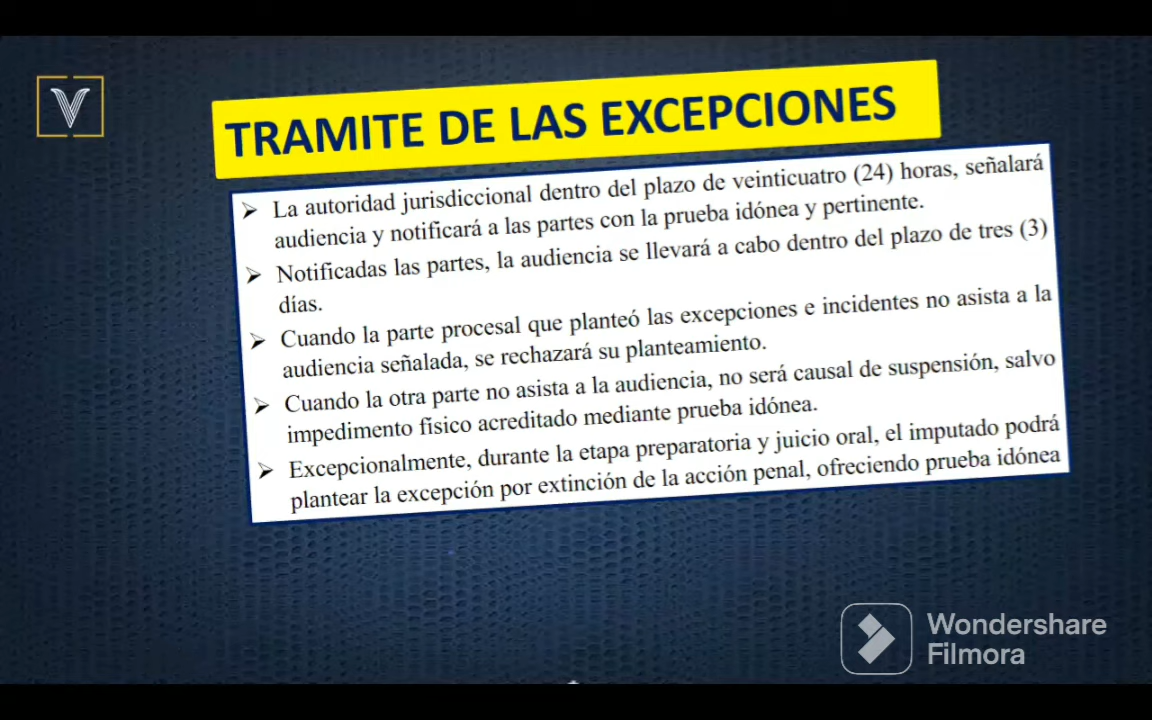 V
TRAMITE DE LAS EXCEPCIONES
➤ La autoridad jurisdiccional dentro del plazo de veinticuatro (24) horas, señalará
audiencia y notificará a las partes con la prueba idónea y pertinente.
➤ Notificadas las partes, la audiencia se llevará a cabo dentro del plazo de tres (3)
días.
➤ Cuando la parte procesal que planteó las excepciones e incidentes no asista a la
audiencia señalada, se rechazará su planteamiento.
➤ Cuando la otra parte no asista a la audiencia, no será causal de suspensión, salvo
impedimento físico acreditado mediante prueba idónea.
➤ Excepcionalmente, durante la etapa preparatoria y juicio oral, el imputado podrá
plantear la excepción por extinción de la acción penal, ofreciendo prueba idónea
Wondershare
Filmora